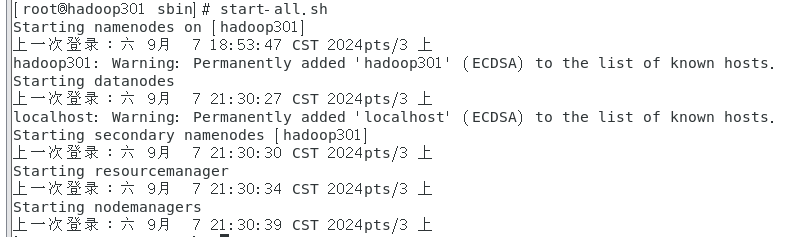 [root@hadoop301 sbin]# start-all.sh
Starting namenodes on [hadoop301]
上一次登录：六 9月  7 18:53:47 CST 2024pts/3 上
hadoop301: Warning: Permanently added 'hadoop301' (ECDSA) to the list of known hosts.
Starting datanodes
上一次登录：六 9月  7 21:30:27 CST 2024pts/3 上
localhost: Warning: Permanently added 'localhost' (ECDSA) to the list of known hosts.
Starting secondary namenodes [hadoop301]
上一次登录：六 9月  7 21:30:30 CST 2024pts/3 上
Starting resourcemanager
上一次登录：六 9月  7 21:30:34 CST 2024pts/3 上
Starting nodemanagers
上一次登录：六 9月  7 21:30:39 CST 2024pts/3 上